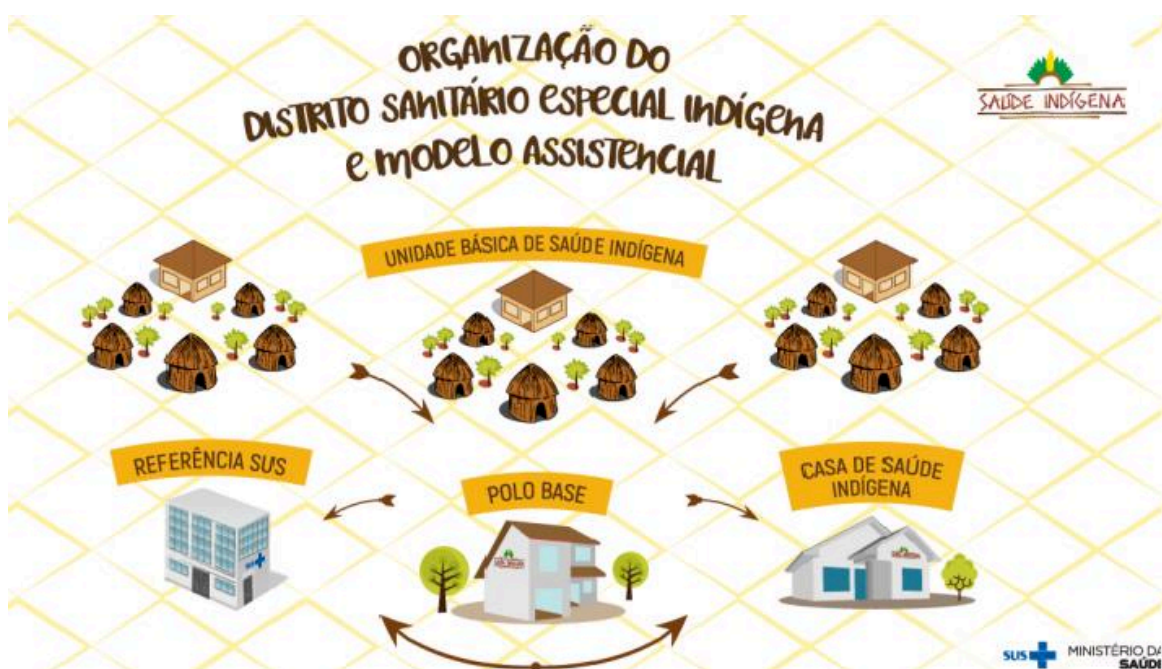 ORGANIZAÇÃO DO
DISTRITO SANITÁRIO ESPECIAL INDÍGENA
E MODELO ASSISTENCIAL
SAÚDE INDÍGENA
UNIDADE BÁSICA DE SAÚDE INDÍGENA
REFERÊNCIA SUS
POLO BASE
CASA DE SAÚDE
INDÍGENA
SUS
SUS MINISTÉRIO DA
SAÚDE